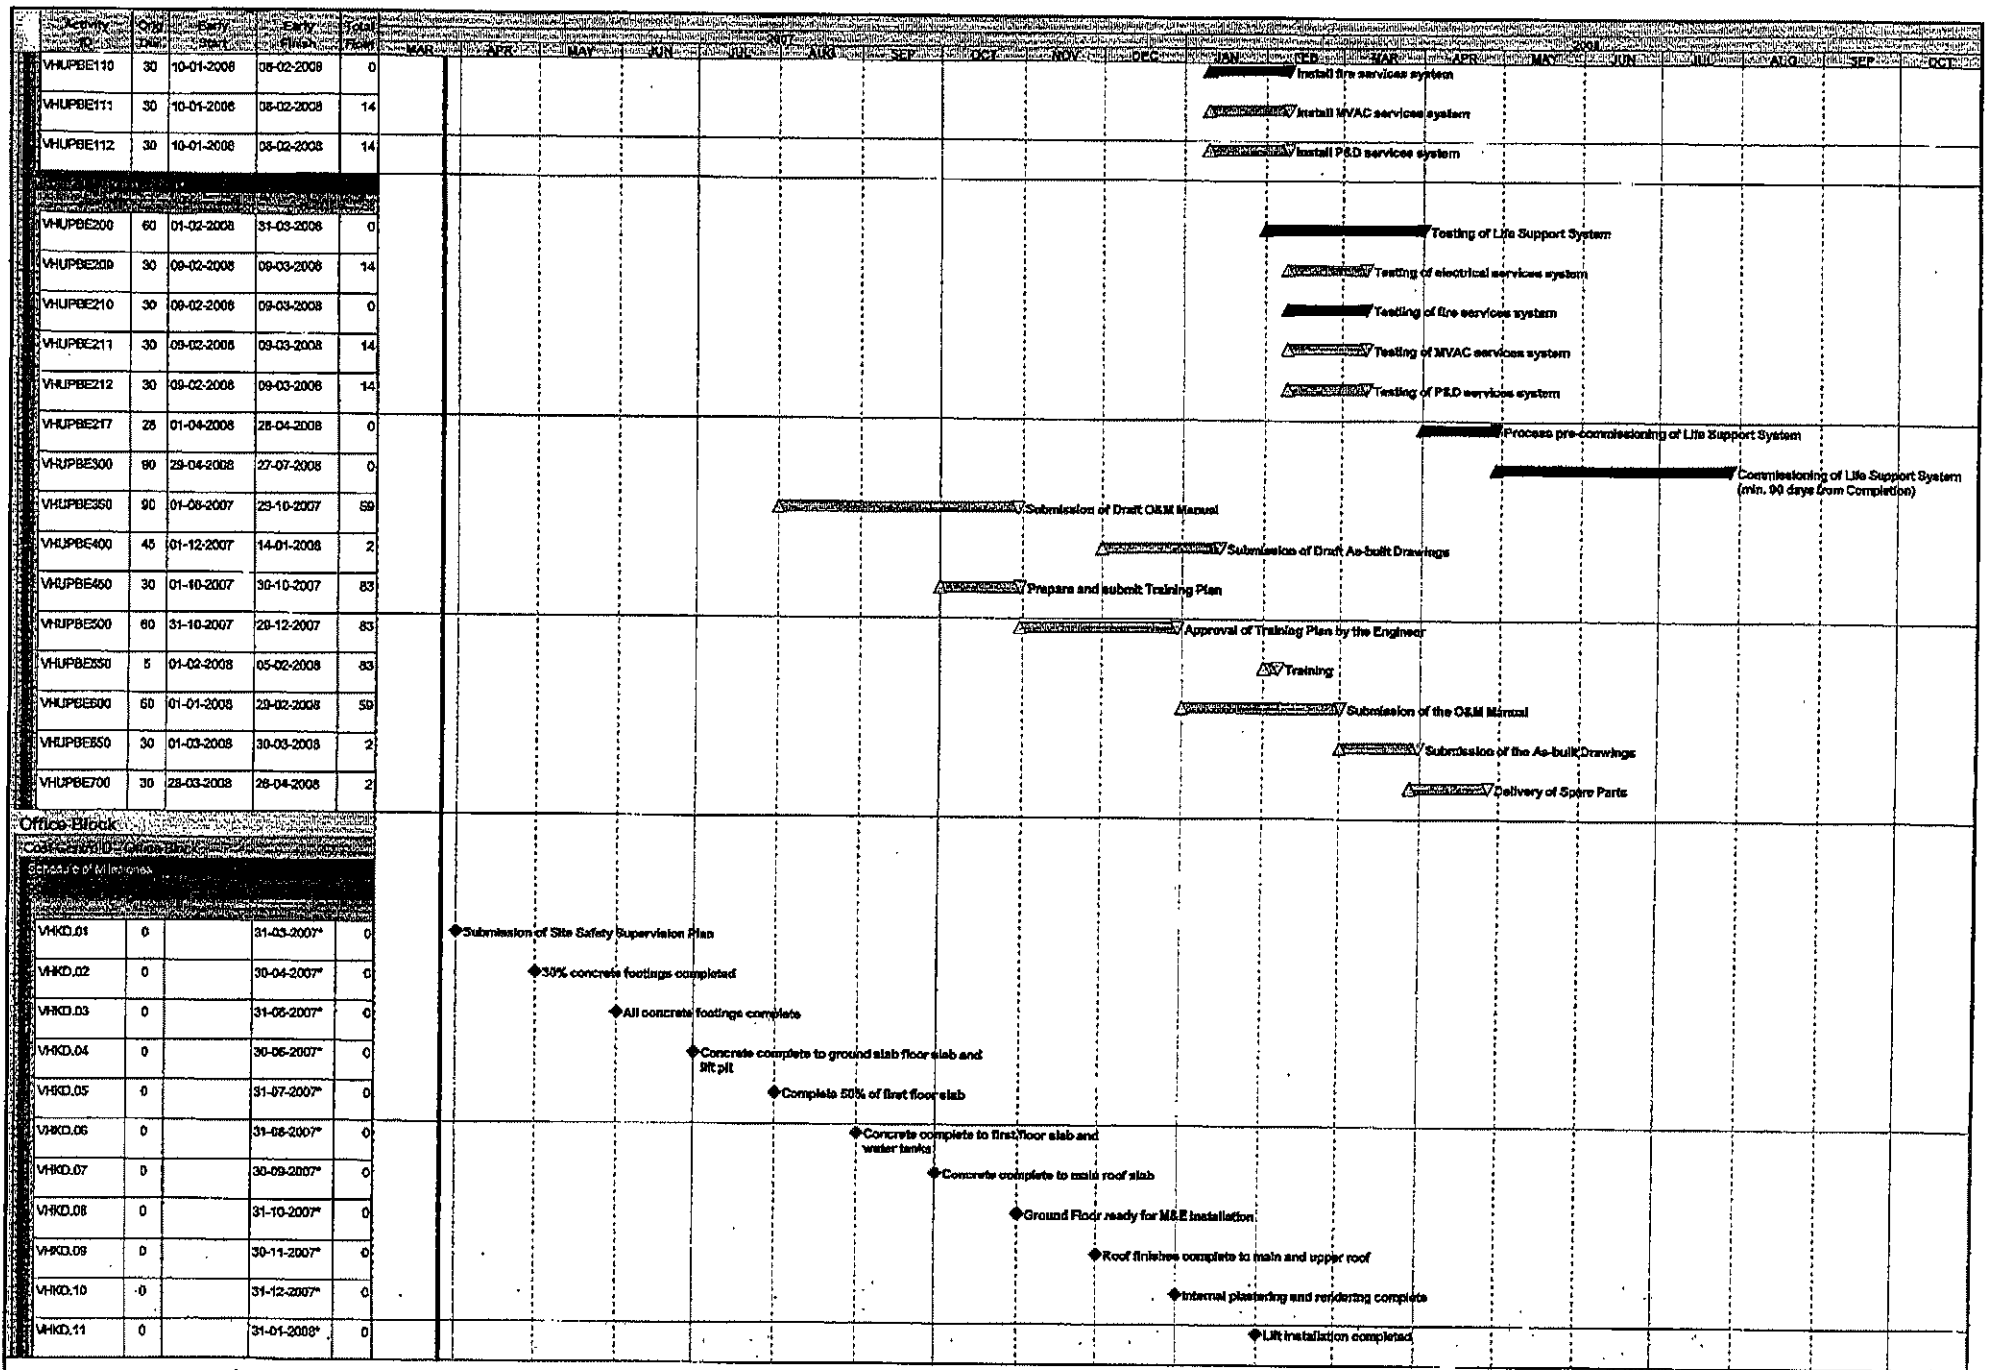 Activity ID Orig Dur Early Start Early Finish Total Float
2007 2008
MAR APR MAY JUN JUL AUG SEP OCT NOV DEC JAN FEB MAR APR MAY JUN JUL AUG SEP OCT
VHUPBE110 30 10-01-2008 08-02-2008 0 Install fire services system
VHUPBE111 30 10-01-2008 08-02-2008 14 Install MVAC services system
VHUPBE112 30 10-01-2008 08-02-2008 14 Install P&D services system
VHUPBE200 60 01-02-2008 31-03-2008 0 Testing of Life Support System
VHUPBE209 30 09-02-2008 09-03-2008 14 Testing of electrical services system
VHUPBE210 30 09-02-2008 09-03-2008 0 Testing of fire services system
VHUPBE211 30 09-02-2008 09-03-2008 14 Testing of MVAC services system
VHUPBE212 30 09-02-2008 09-03-2008 14 Testing of P&D services system
VHUPBE217 28 01-04-2008 28-04-2008 0 Process pre-commissioning of Life Support System
VHUPBE300 90 29-04-2008 27-07-2008 0 Commissioning of Life Support System
(min. 90 days from Completion)
VHUPBE350 90 01-08-2007 29-10-2007 59 Submission of Draft O&M Manual
VHUPBE400 45 01-12-2007 14-01-2008 2 Submission of Draft As-built Drawings
VHUPBE450 30 01-10-2007 30-10-2007 83 Prepare and submit Training Plan
VHUPBE500 60 31-10-2007 29-12-2007 83 Approval of Training Plan by the Engineer
VHUPBE550 5 01-02-2008 05-02-2008 83 Training
VHUPBE600 60 01-01-2008 29-02-2008 59 Submission of the O&M Manual
VHUPBE650 30 01-03-2008 30-03-2008 2 Submission of the As-built Drawings
VHUPBE700 30 28-03-2008 26-04-2008 2 Delivery of Spare Parts
Office Block
Cost Centre D - Office Block
Schedule of Milestones
VHKD.01 0 31-03-2007* 0 Submission of Site Safety Supervision Plan
VHKD.02 0 30-04-2007* 0 30% concrete footings completed
VHKD.03 0 31-05-2007* 0 All concrete footings complete
VHKD.04 0 30-06-2007* 0 Concrete complete to ground slab floor slab and
lift pit
VHKD.05 0 31-07-2007* 0 Complete 50% of first floor slab
VHKD.06 0 31-08-2007* 0 Concrete complete to first floor slab and
water tanks
VHKD.07 0 30-09-2007* 0 Concrete complete to main roof slab
VHKD.08 0 31-10-2007* 0 Ground Floor ready for M&E Installation
VHKD.09 0 30-11-2007* 0 Roof finishes complete to main and upper roof
VHKD.10 0 31-12-2007* 0 Internal plastering and rendering complete
VHKD.11 0 31-01-2008* 0 Lift installation completed